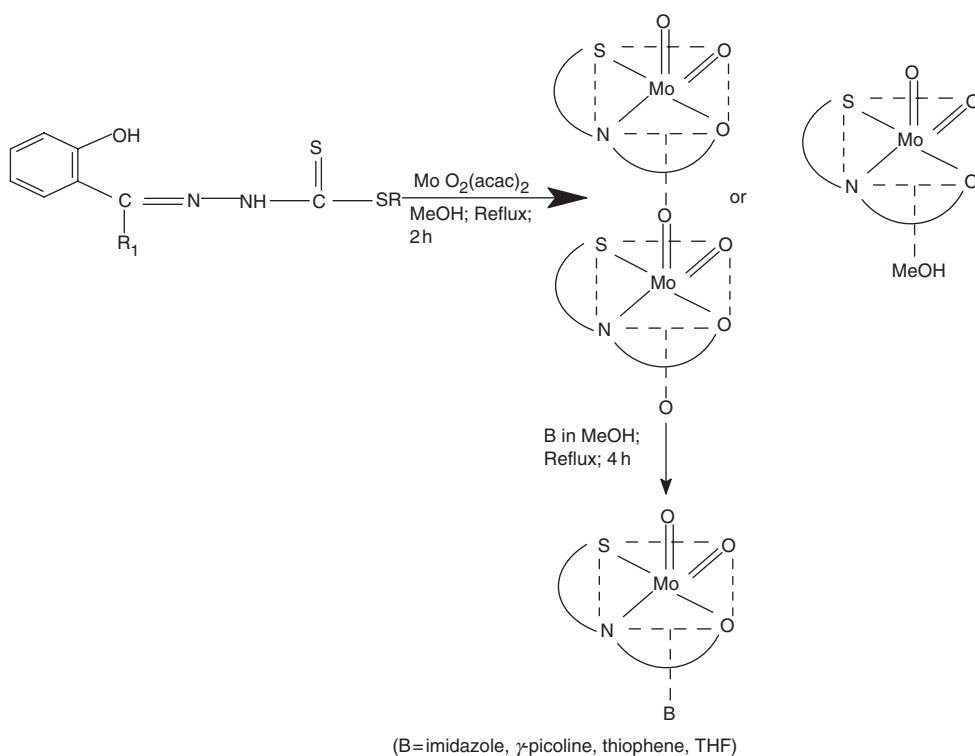 O
S
O
Mo
N
O
O
S
O
Mo
N
O
MeOH
or
OH
N
NH
C
S
C
SR
R1
Mo O2(acac)2
MeOH; Reflux;
2 h
O
S
O
Mo
N
O
O
B in MeOH;
Reflux; 4 h
O
S
O
Mo
N
O
B
(B=imidazole, γ-picoline, thiophene, THF)